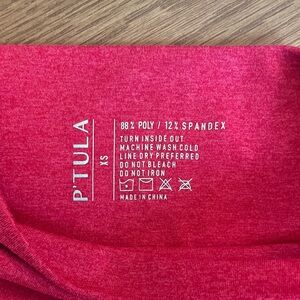 P'TULA
XS
88% POLY / 12% SPANDEX
TURN INSIDE OUT
MACHINE WASH COLD
LINE DRY PREFERRED
DO NOT BLEACH
DO NOT IRON
MADE IN CHINA